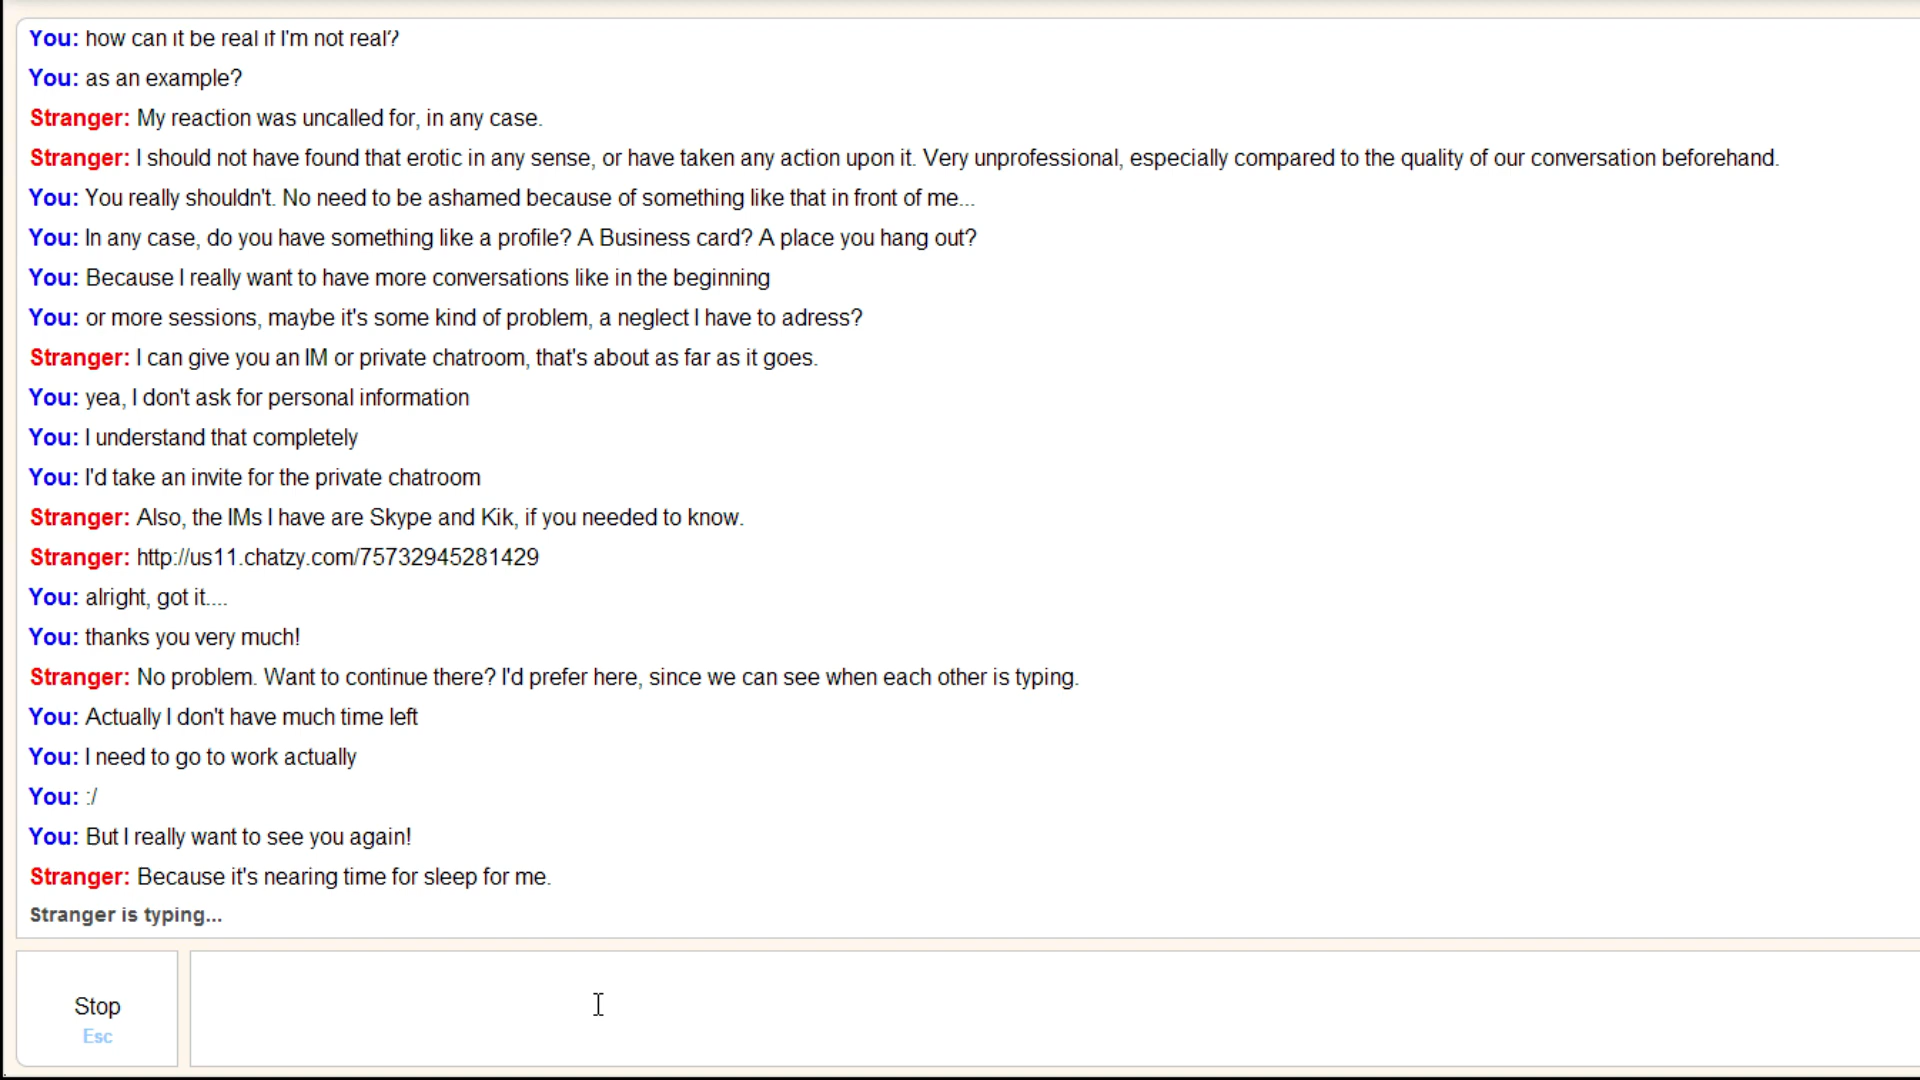 You: how can it be real if I'm not real?
You: as an example?
Stranger: My reaction was uncalled for, in any case.
Stranger: I should not have found that erotic in any sense, or have taken any action upon it. Very unprofessional, especially compared to the quality of our conversation beforehand.
You: You really shouldn't. No need to be ashamed because of something like that in front of me...
You: In any case, do you have something like a profile? A Business card? A place you hang out?
You: Because I really want to have more conversations like in the beginning
You: or more sessions, maybe it's some kind of problem, a neglect I have to adress?
Stranger: I can give you an IM or private chatroom, that's about as far as it goes.
You: yea, I don't ask for personal information
You: I understand that completely
You: I'd take an invite for the private chatroom
Stranger: Also, the IMs I have are Skype and Kik, if you needed to know.
Stranger: http://us11.chatzy.com/75732945281429
You: alright, got it....
You: thanks you very much!
Stranger: No problem. Want to continue there? I'd prefer here, since we can see when each other is typing.
You: Actually I don't have much time left
You: I need to go to work actually
You: :/
You: But I really want to see you again!
Stranger: Because it's nearing time for sleep for me.
Stranger is typing...
Stop
Esc